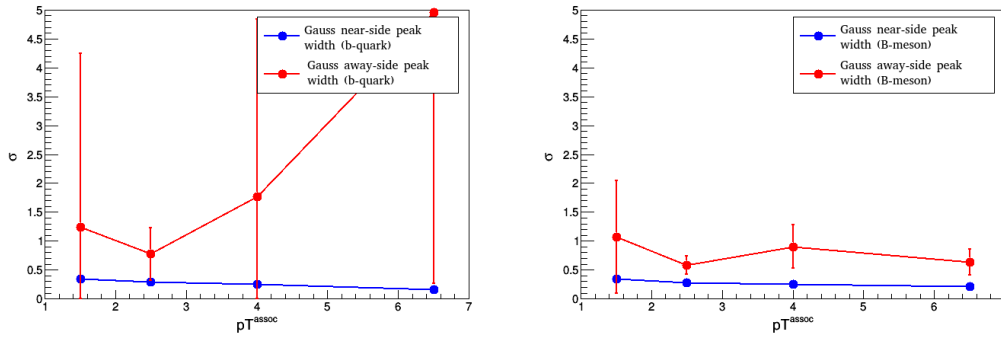 5
4.5
4
3.5
3
2.5
2
1.5
1
0.5
0
σ
Gauss near-side peak
width (b-quark)
Gauss away-side peak
width (b-quark)
1 2 3 4 5 6 7
pT^assoc
5
4.5
4
3.5
3
2.5
2
1.5
1
0.5
0
σ
Gauss near-side peak
width (B-meson)
Gauss away-side peak
width (B-meson)
1 2 3 4 5 6
pT^assoc